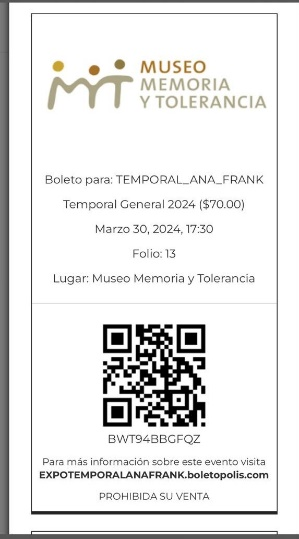 MUSEO
MEMORIA
Y TOLERANCIA
Boleto para: TEMPORAL_ANA_FRANK
Temporal General 2024 ($70.00)
Marzo 30, 2024, 17:30
Folio: 13
Lugar: Museo Memoria y Tolerancia
BWT94BBGFQZ
Para más información sobre este evento visita
EXPOTEMPORALANAFRANK.boletopolis.com
PROHIBIDA SU VENTA